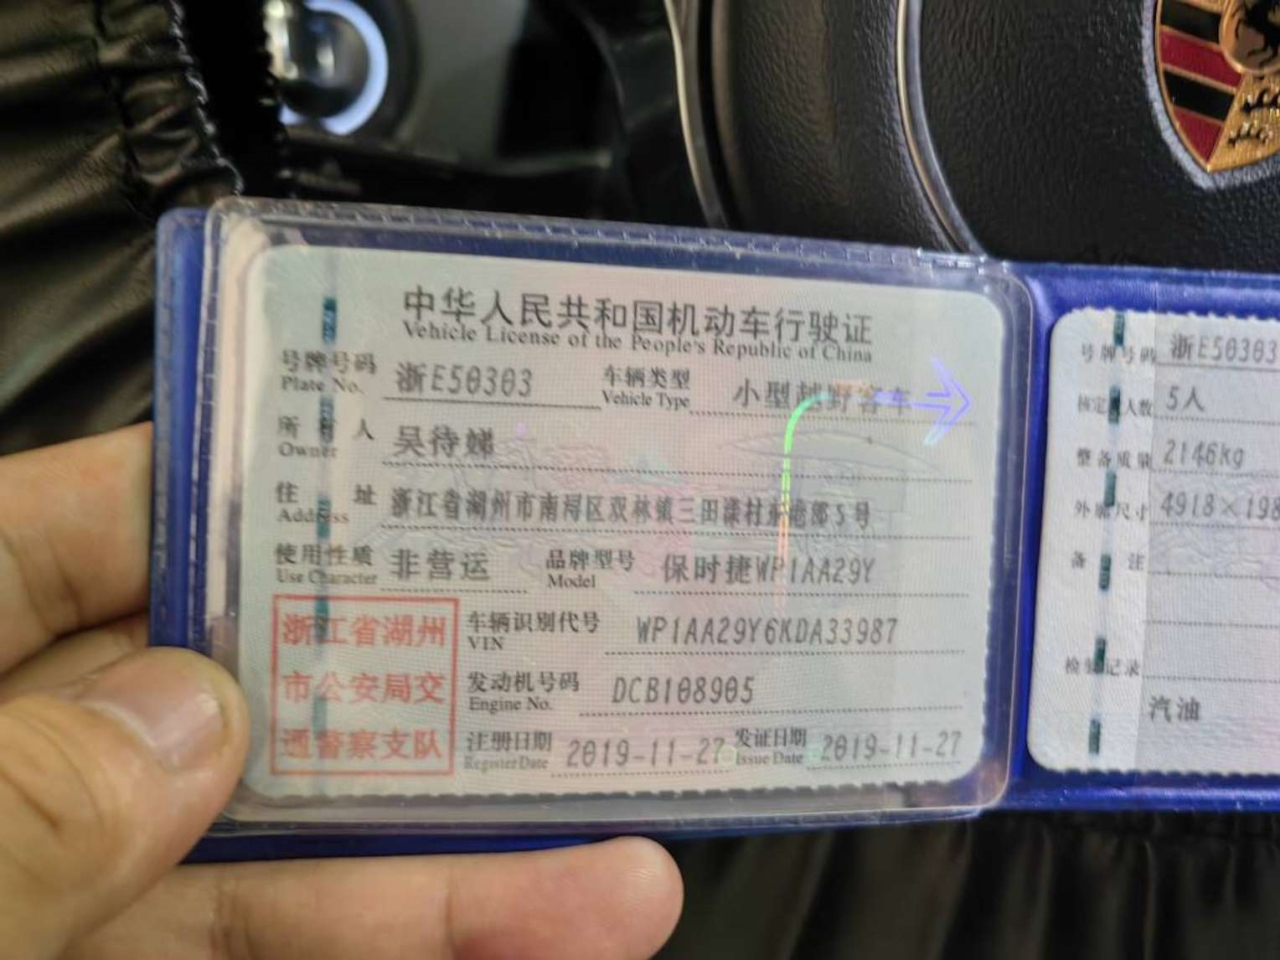 中华人民共和国机动车行驶证
Vehicle License of the People's Republic of China
号牌号码 浙E50303 车辆类型 小型越野客车
Plate No. Vehicle Type
所有人 吴待娣
Owner
住址 浙江省湖州市南浔区双林镇三田漾村 5号
Address
使用性质 非营运 品牌型号 保时捷WP1AA29Y
Use Character Model
浙江省湖州
市公安局交
通警察支队
车辆识别代号 WP1AA29Y6KDA33987
VIN
发动机号码 DCB108905
Engine No.
注册日期 2019-11-27 发证日期 2019-11-27
Register Date Issue Date
号牌号码 浙E50303
核定 人数 5人
整备质量 2146kg
外廓尺寸 4918×198
备注
检验记录
汽油